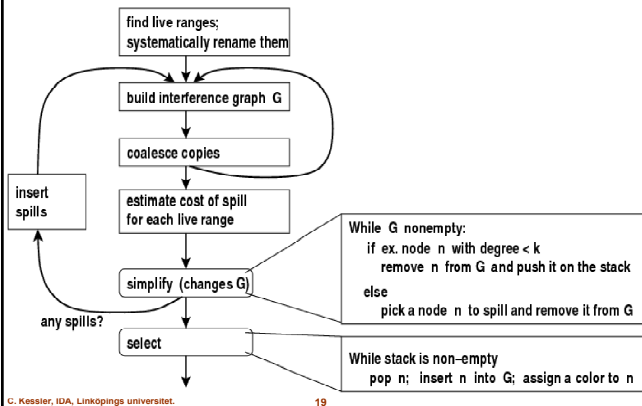 find live ranges;
systematically rename them
build interference graph G
coalesce copies
insert
spills
estimate cost of spill
for each live range
simplify (changes G)
any spills?
select
While G nonempty:
if ex. node n with degree < k
remove n from G and push it on the stack
else
pick a node n to spill and remove it from G
While stack is non–empty
pop n; insert n into G; assign a color to n
C. Kessler, IDA, Linköpings universitet.
19